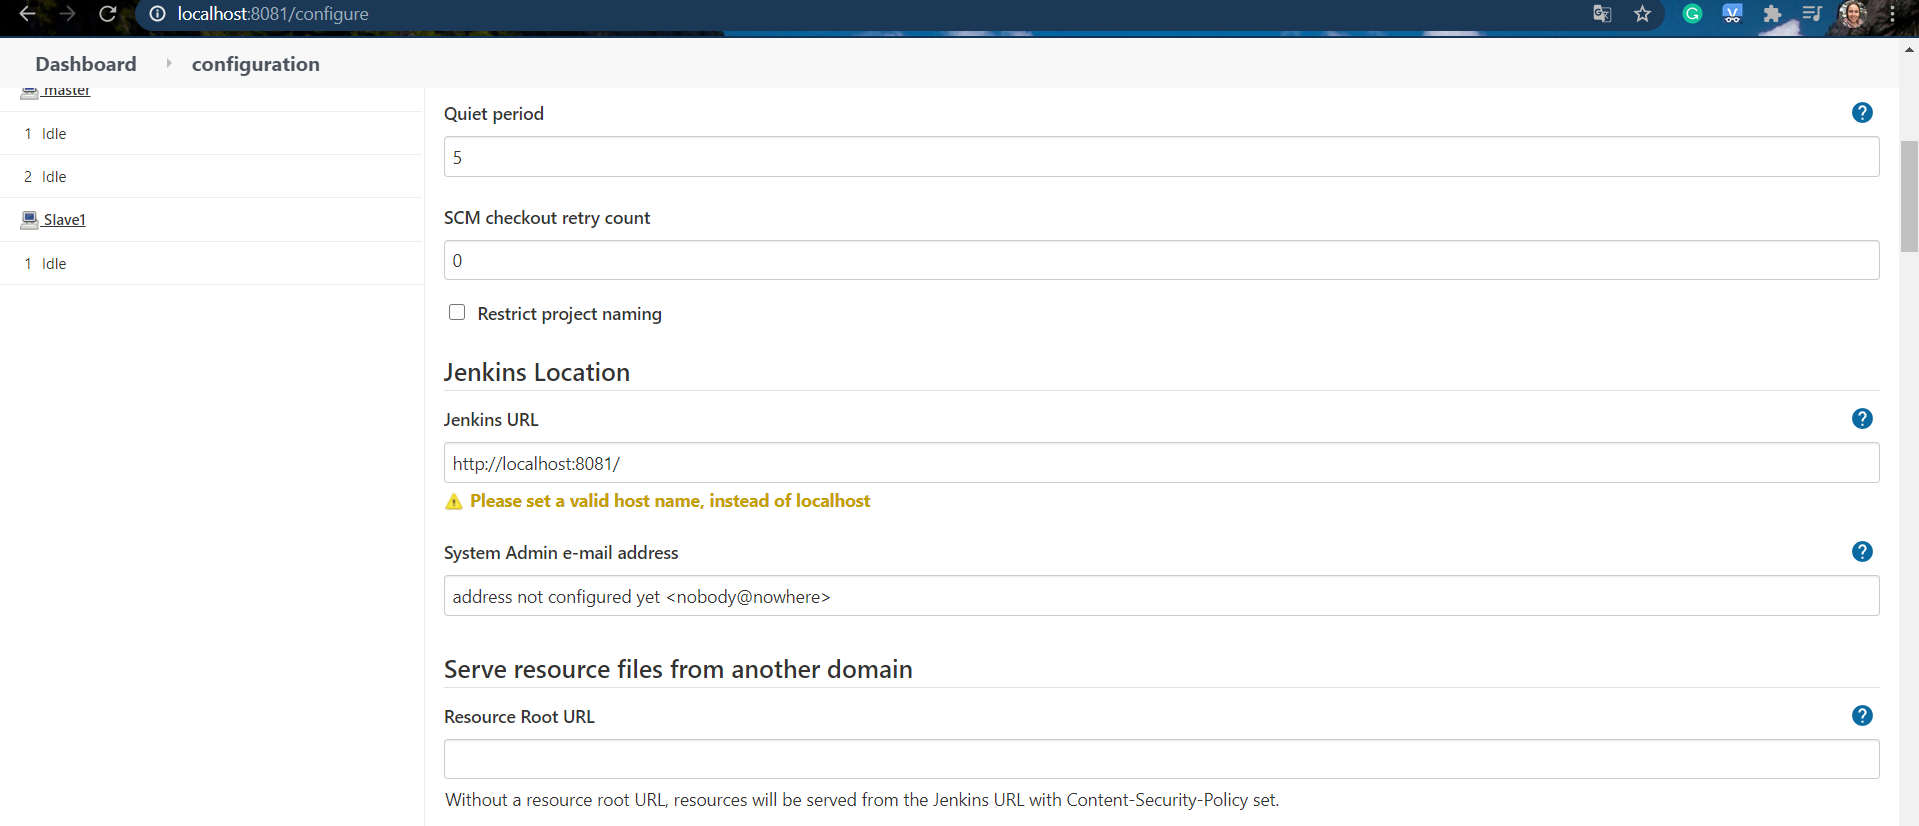 localhost:8081/configure
Dashboard configuration
master
1 Idle
2 Idle
Slave1
1 Idle
Quiet period
5
SCM checkout retry count
0
Restrict project naming
Jenkins Location
Jenkins URL
http://localhost:8081/
Please set a valid host name, instead of localhost
System Admin e-mail address
address not configured yet <nobody@nowhere>
Serve resource files from another domain
Resource Root URL
Without a resource root URL, resources will be served from the Jenkins URL with Content-Security-Policy set.